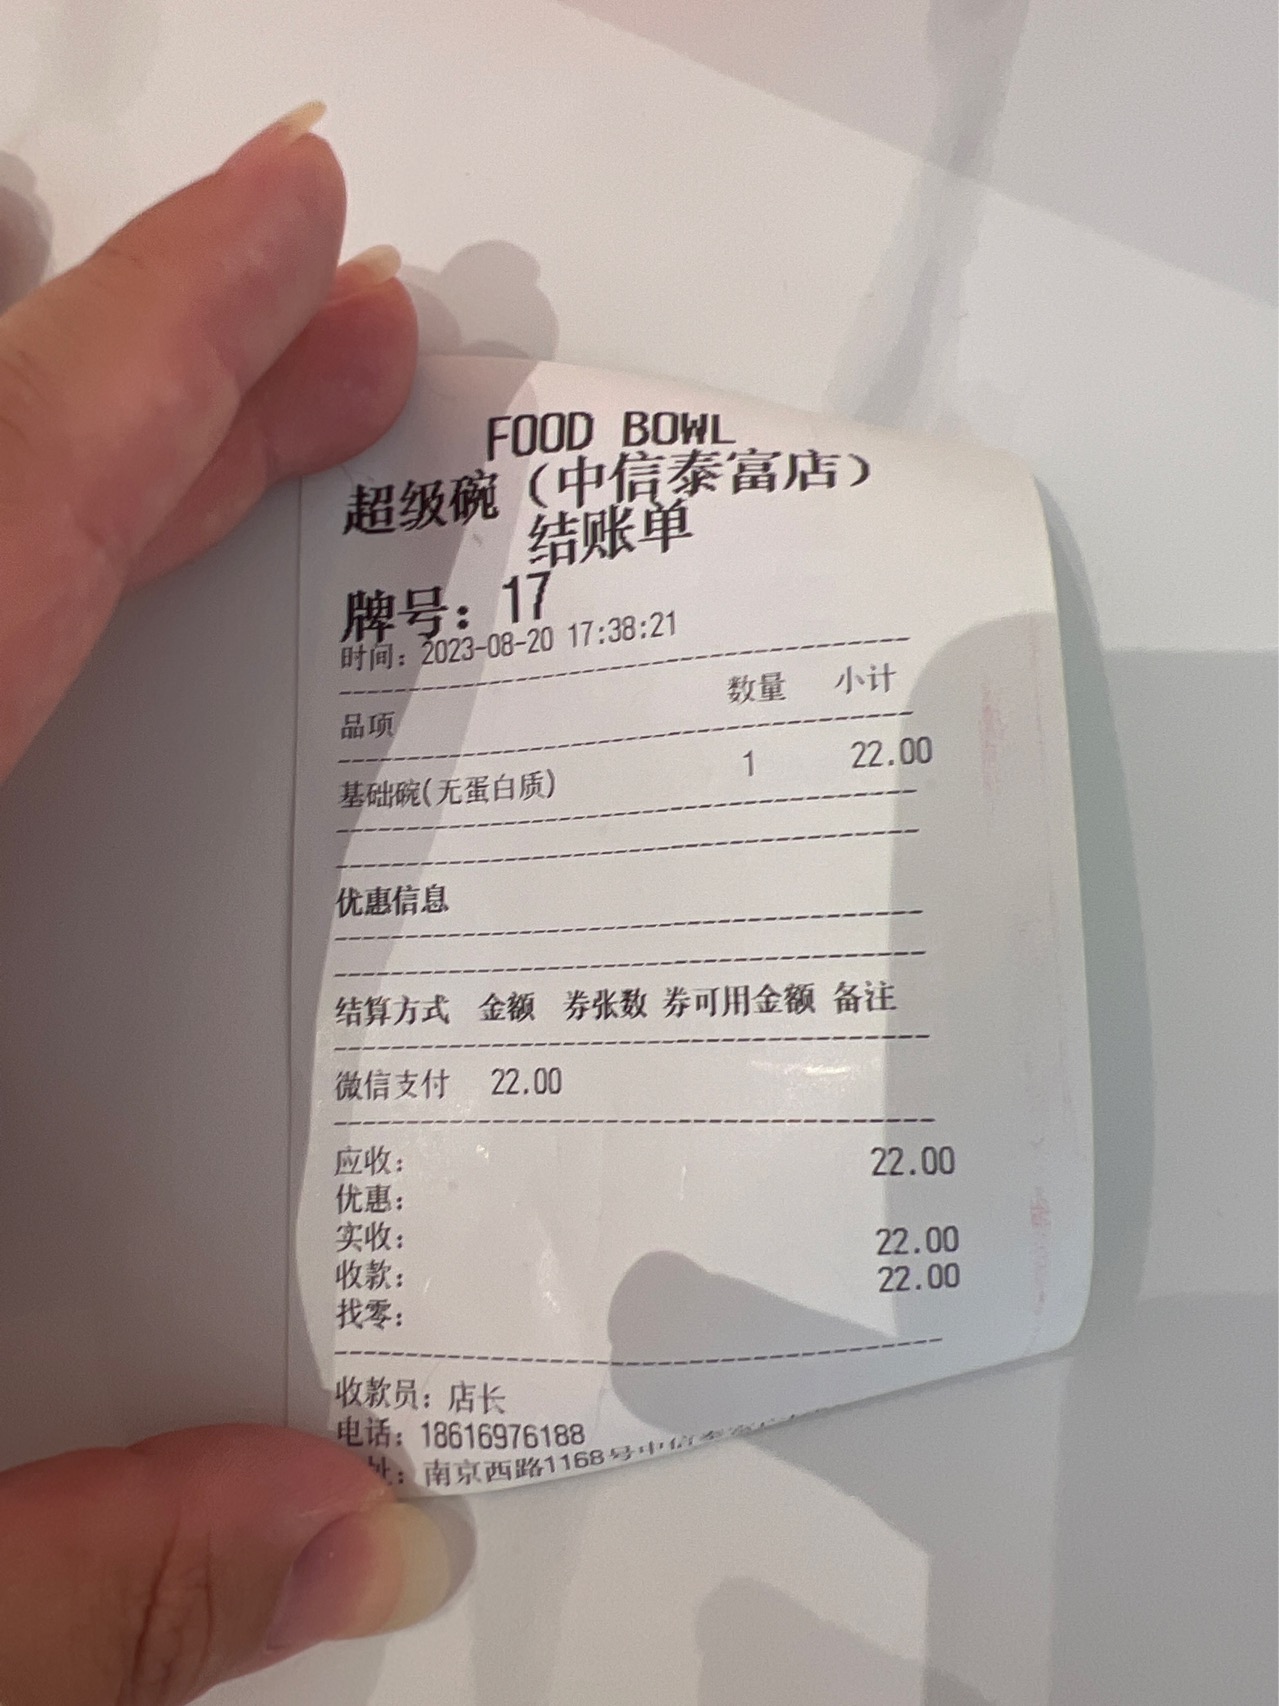 FOOD BOWL
超级碗（中信泰富店）
结账单
牌号：17
时间：2023-08-20 17:38:21
品项 数量 小计
基础碗(无蛋白质) 1 22.00
优惠信息
结算方式 金额 券张数 券可用金额 备注
微信支付 22.00
应收： 22.00
优惠：
实收： 22.00
收款： 22.00
找零：
收款员：店长
电话：18616976188
址：南京西路1168号中信泰富